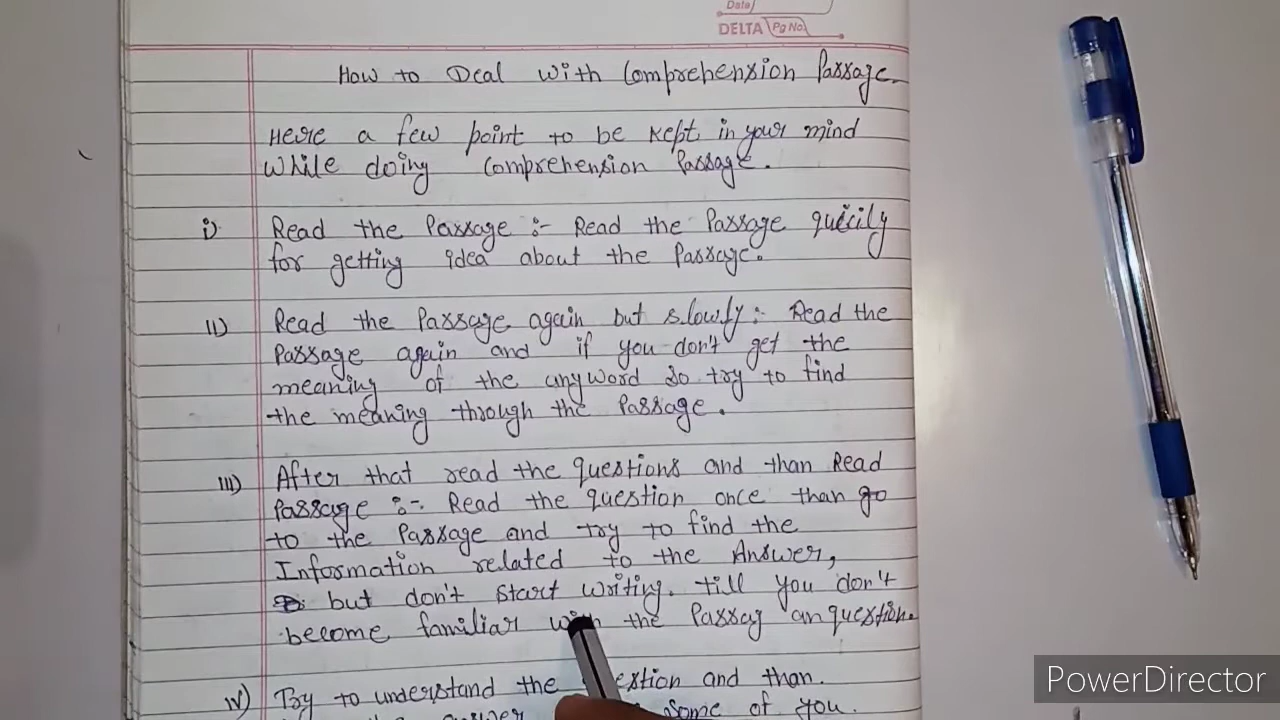 Date
DELTA Pg No.
How to Deal with Comprehension Passage.
Here a few point to be kept in your mind
while doing Comprehension Passage.
i) Read the Passage :- Read the Passage quicily
for getting idea about the Passage.
II) Read the Passage again but slowly :- Read the
Passage again and if you don't get the
meaning of the anyword so try to find
the meaning through the Passage.
III) After that read the questions and than Read
Passage :- Read the question once than go
to the Passage and try to find the
Information related to the Answer,
but don't start writing. till you don't
become familiar with the Passag an question.
IV) Try to understand the and than.
answer some of you.
PowerDirector